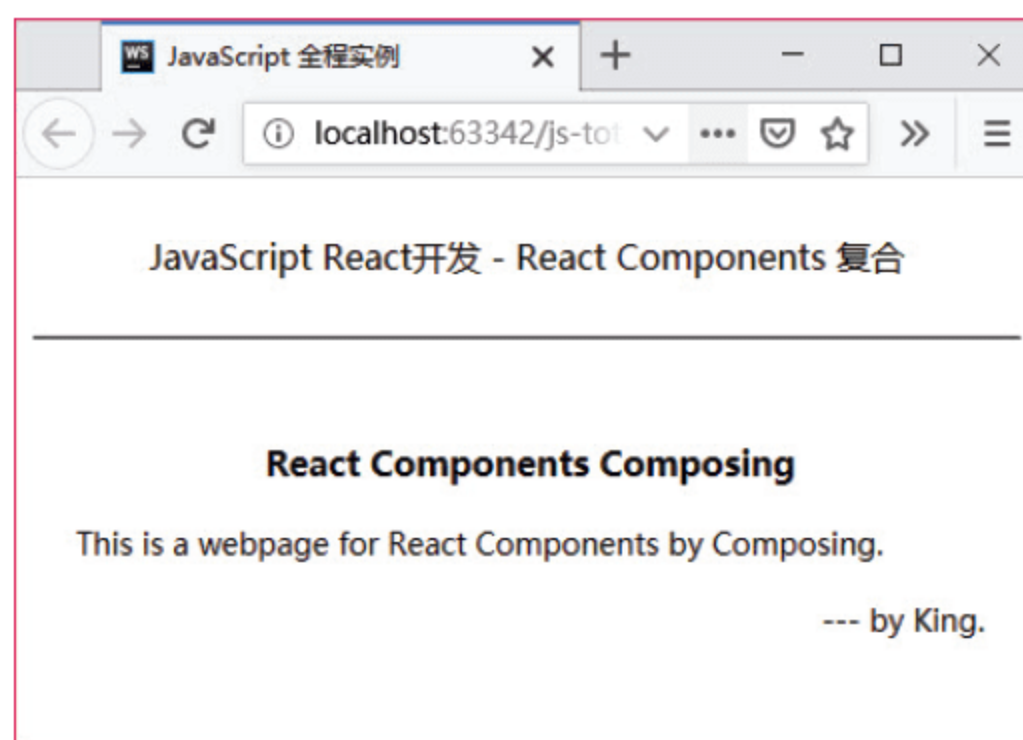 WS JavaScript 全程实例
localhost:63342/js-tot
JavaScript React开发 - React Components 复合
React Components Composing
This is a webpage for React Components by Composing.
--- by King.